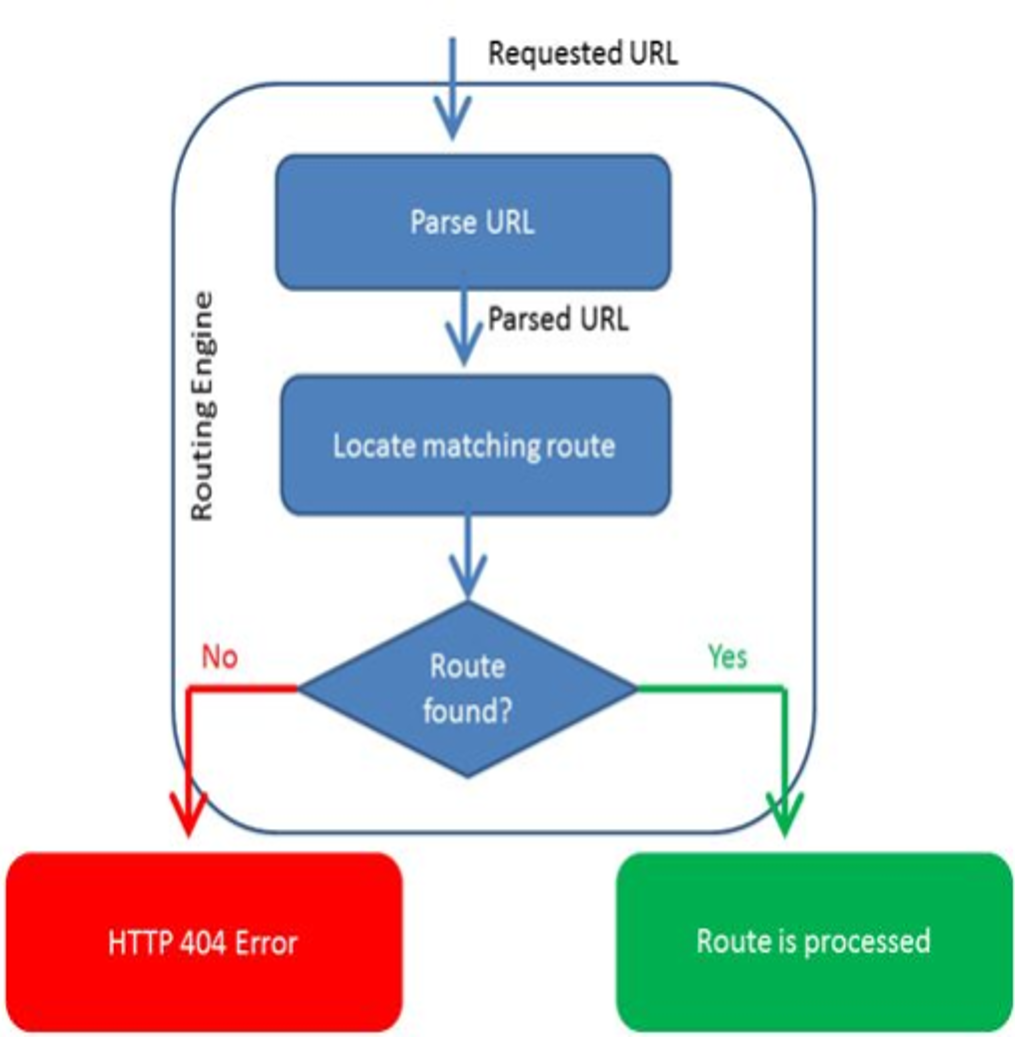 Requested URL
Parse URL
Parsed URL
Routing Engine
Locate matching route
Route
found?
No
Yes
HTTP 404 Error
Route is processed